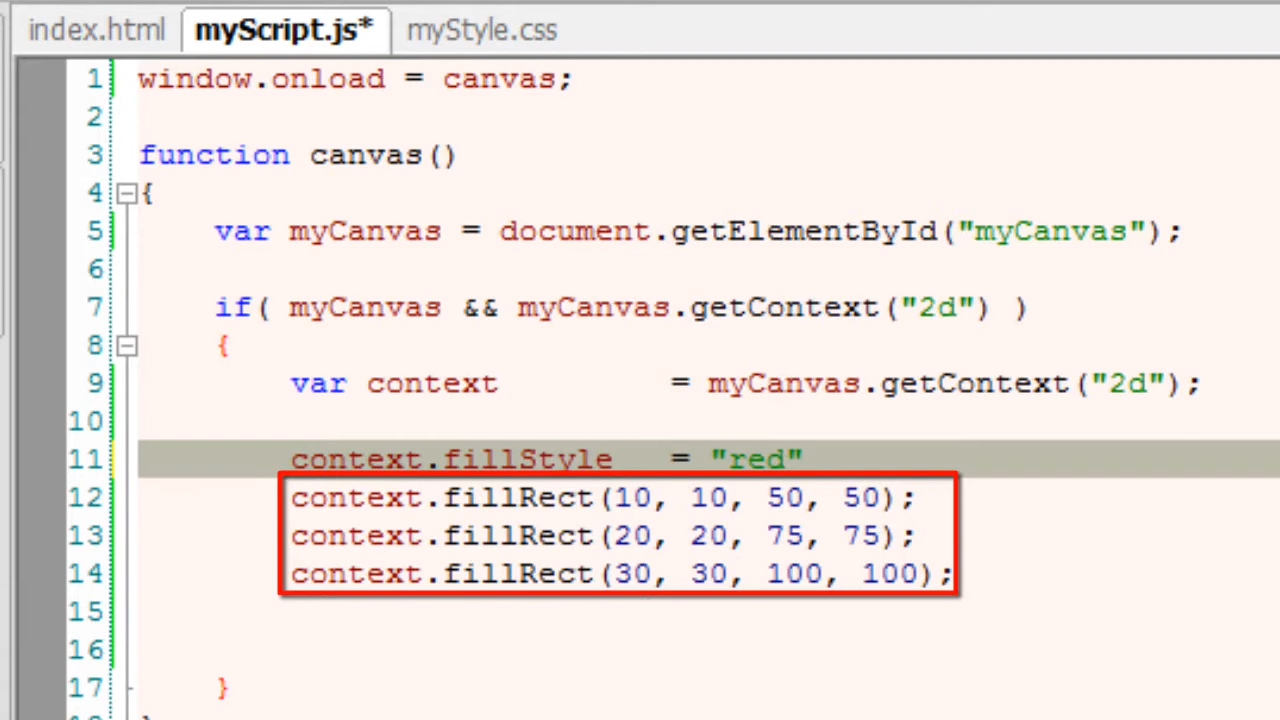 index.html myScript.js* myStyle.css
1 window.onload = canvas;
2
3 function canvas()
4 {
5 var myCanvas = document.getElementById("myCanvas");
6
7 if( myCanvas && myCanvas.getContext("2d") )
8 {
9 var context = myCanvas.getContext("2d");
10
11 context.fillStyle = "red"
12 context.fillRect(10, 10, 50, 50);
13 context.fillRect(20, 20, 75, 75);
14 context.fillRect(30, 30, 100, 100);
15
16
17 }